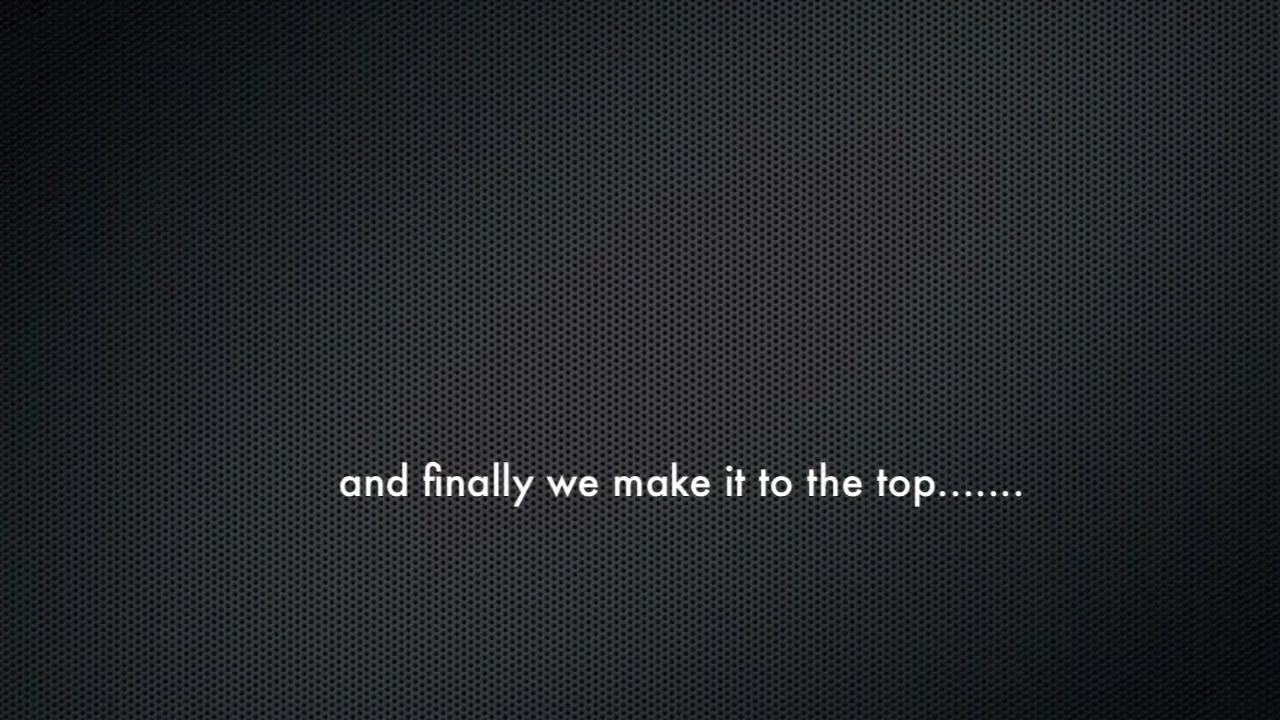 and finally we make it to the top.......